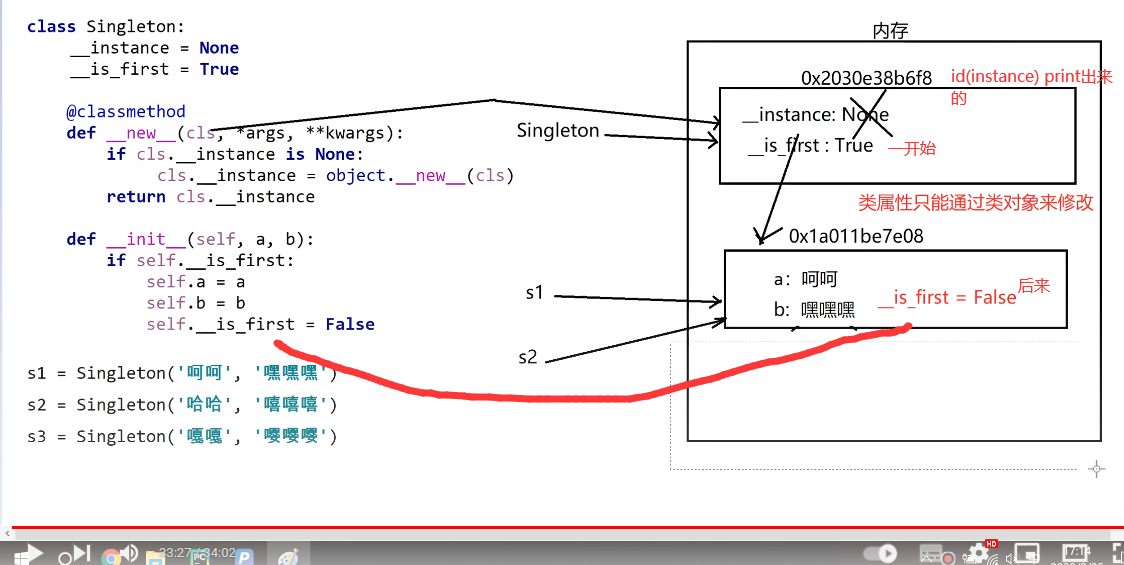 class Singleton:
__instance = None
__is_first = True
@classmethod
def __new__(cls, *args, **kwargs):
if cls.__instance is None:
cls.__instance = object.__new__(cls)
return cls.__instance
def __init__(self, a, b):
if self.__is_first:
self.a = a
self.b = b
self.__is_first = False
s1 = Singleton('呵呵', '嘿嘿嘿')
s2 = Singleton('哈哈', '嘻嘻嘻')
s3 = Singleton('嘎嘎', '嘤嘤嘤')
内存
0x2030e38b6f8
id(instance) print出来
的
Singleton
__instance: None
__is_first : True
一开始
类属性只能通过类对象来修改
0x1a011be7e08
s1
a: 呵呵
b: 嘿嘿嘿
__is_first = False
后来
s2
33:27 / 34:02
HD
17:14